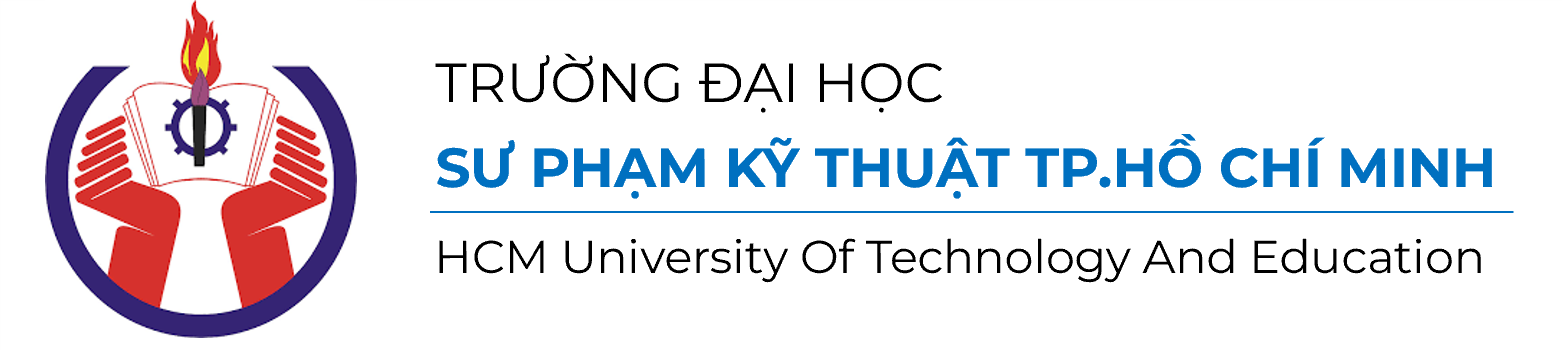 TRƯỜNG ĐẠI HỌC
SƯ PHẠM KỸ THUẬT TP.HỒ CHÍ MINH
HCM University Of Technology And Education